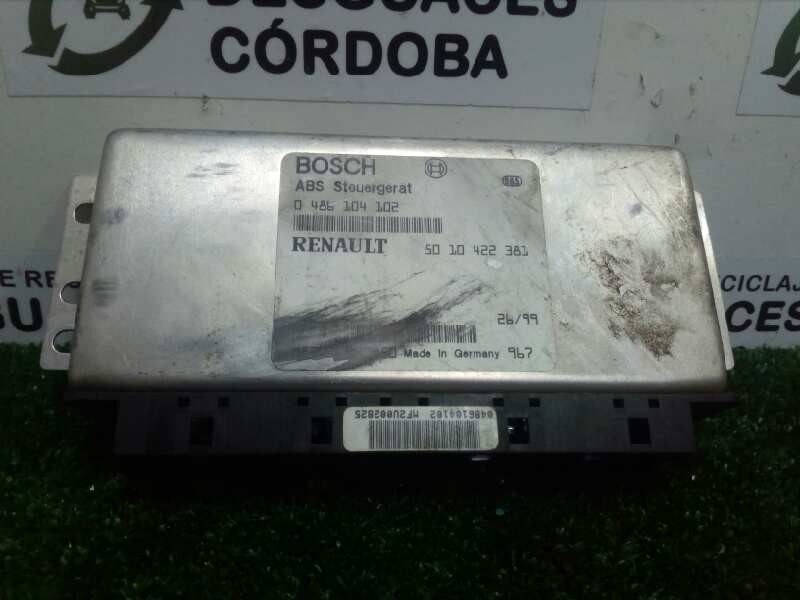 CÓRDOBA
BOSCH
ABS Steuergerät
0 486 104 102
RENAULT 50 10 422 381
26/99
Made in Germany 967
0486104102 MF2U002825